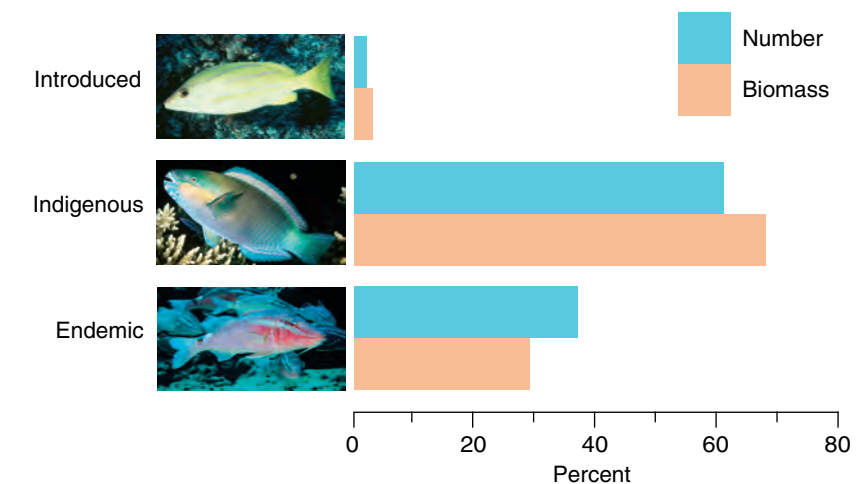 Number
Biomass
Introduced
Indigenous
Endemic
0 20 40 60 80
Percent